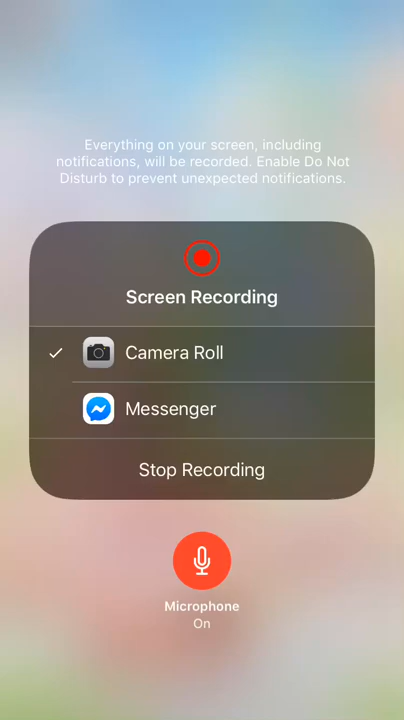 Everything on your screen, including
notifications, will be recorded. Enable Do Not
Disturb to prevent unexpected notifications.
Screen Recording
Camera Roll
Messenger
Stop Recording
Microphone
On